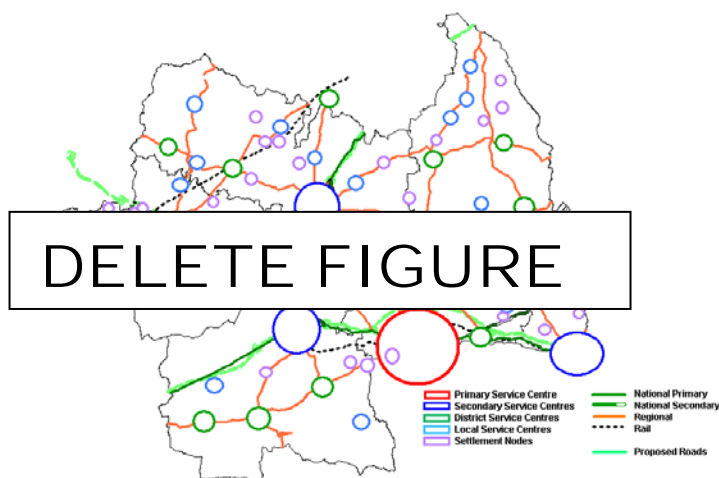 DELETE FIGURE
Primary Service Centre
Secondary Service Centres
District Service Centres
Local Service Centres
Settlement Nodes
National Primary
National Secondary
Regional
Rail
Proposed Roads